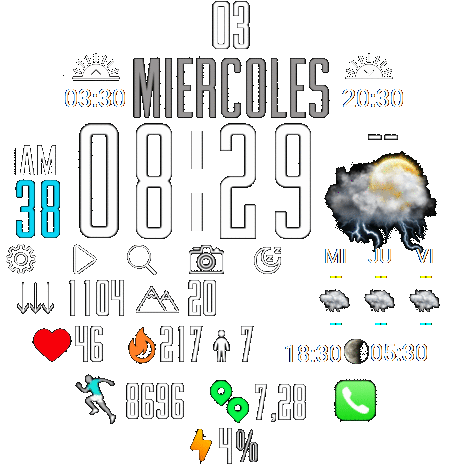 03
03:30 MIERCOLES 20:30
--
AM 08:29
38
MI JU VI
-- -- --
1104 20
-- -- --
46 217 7 18:30 05:30
8696 7,28
4%